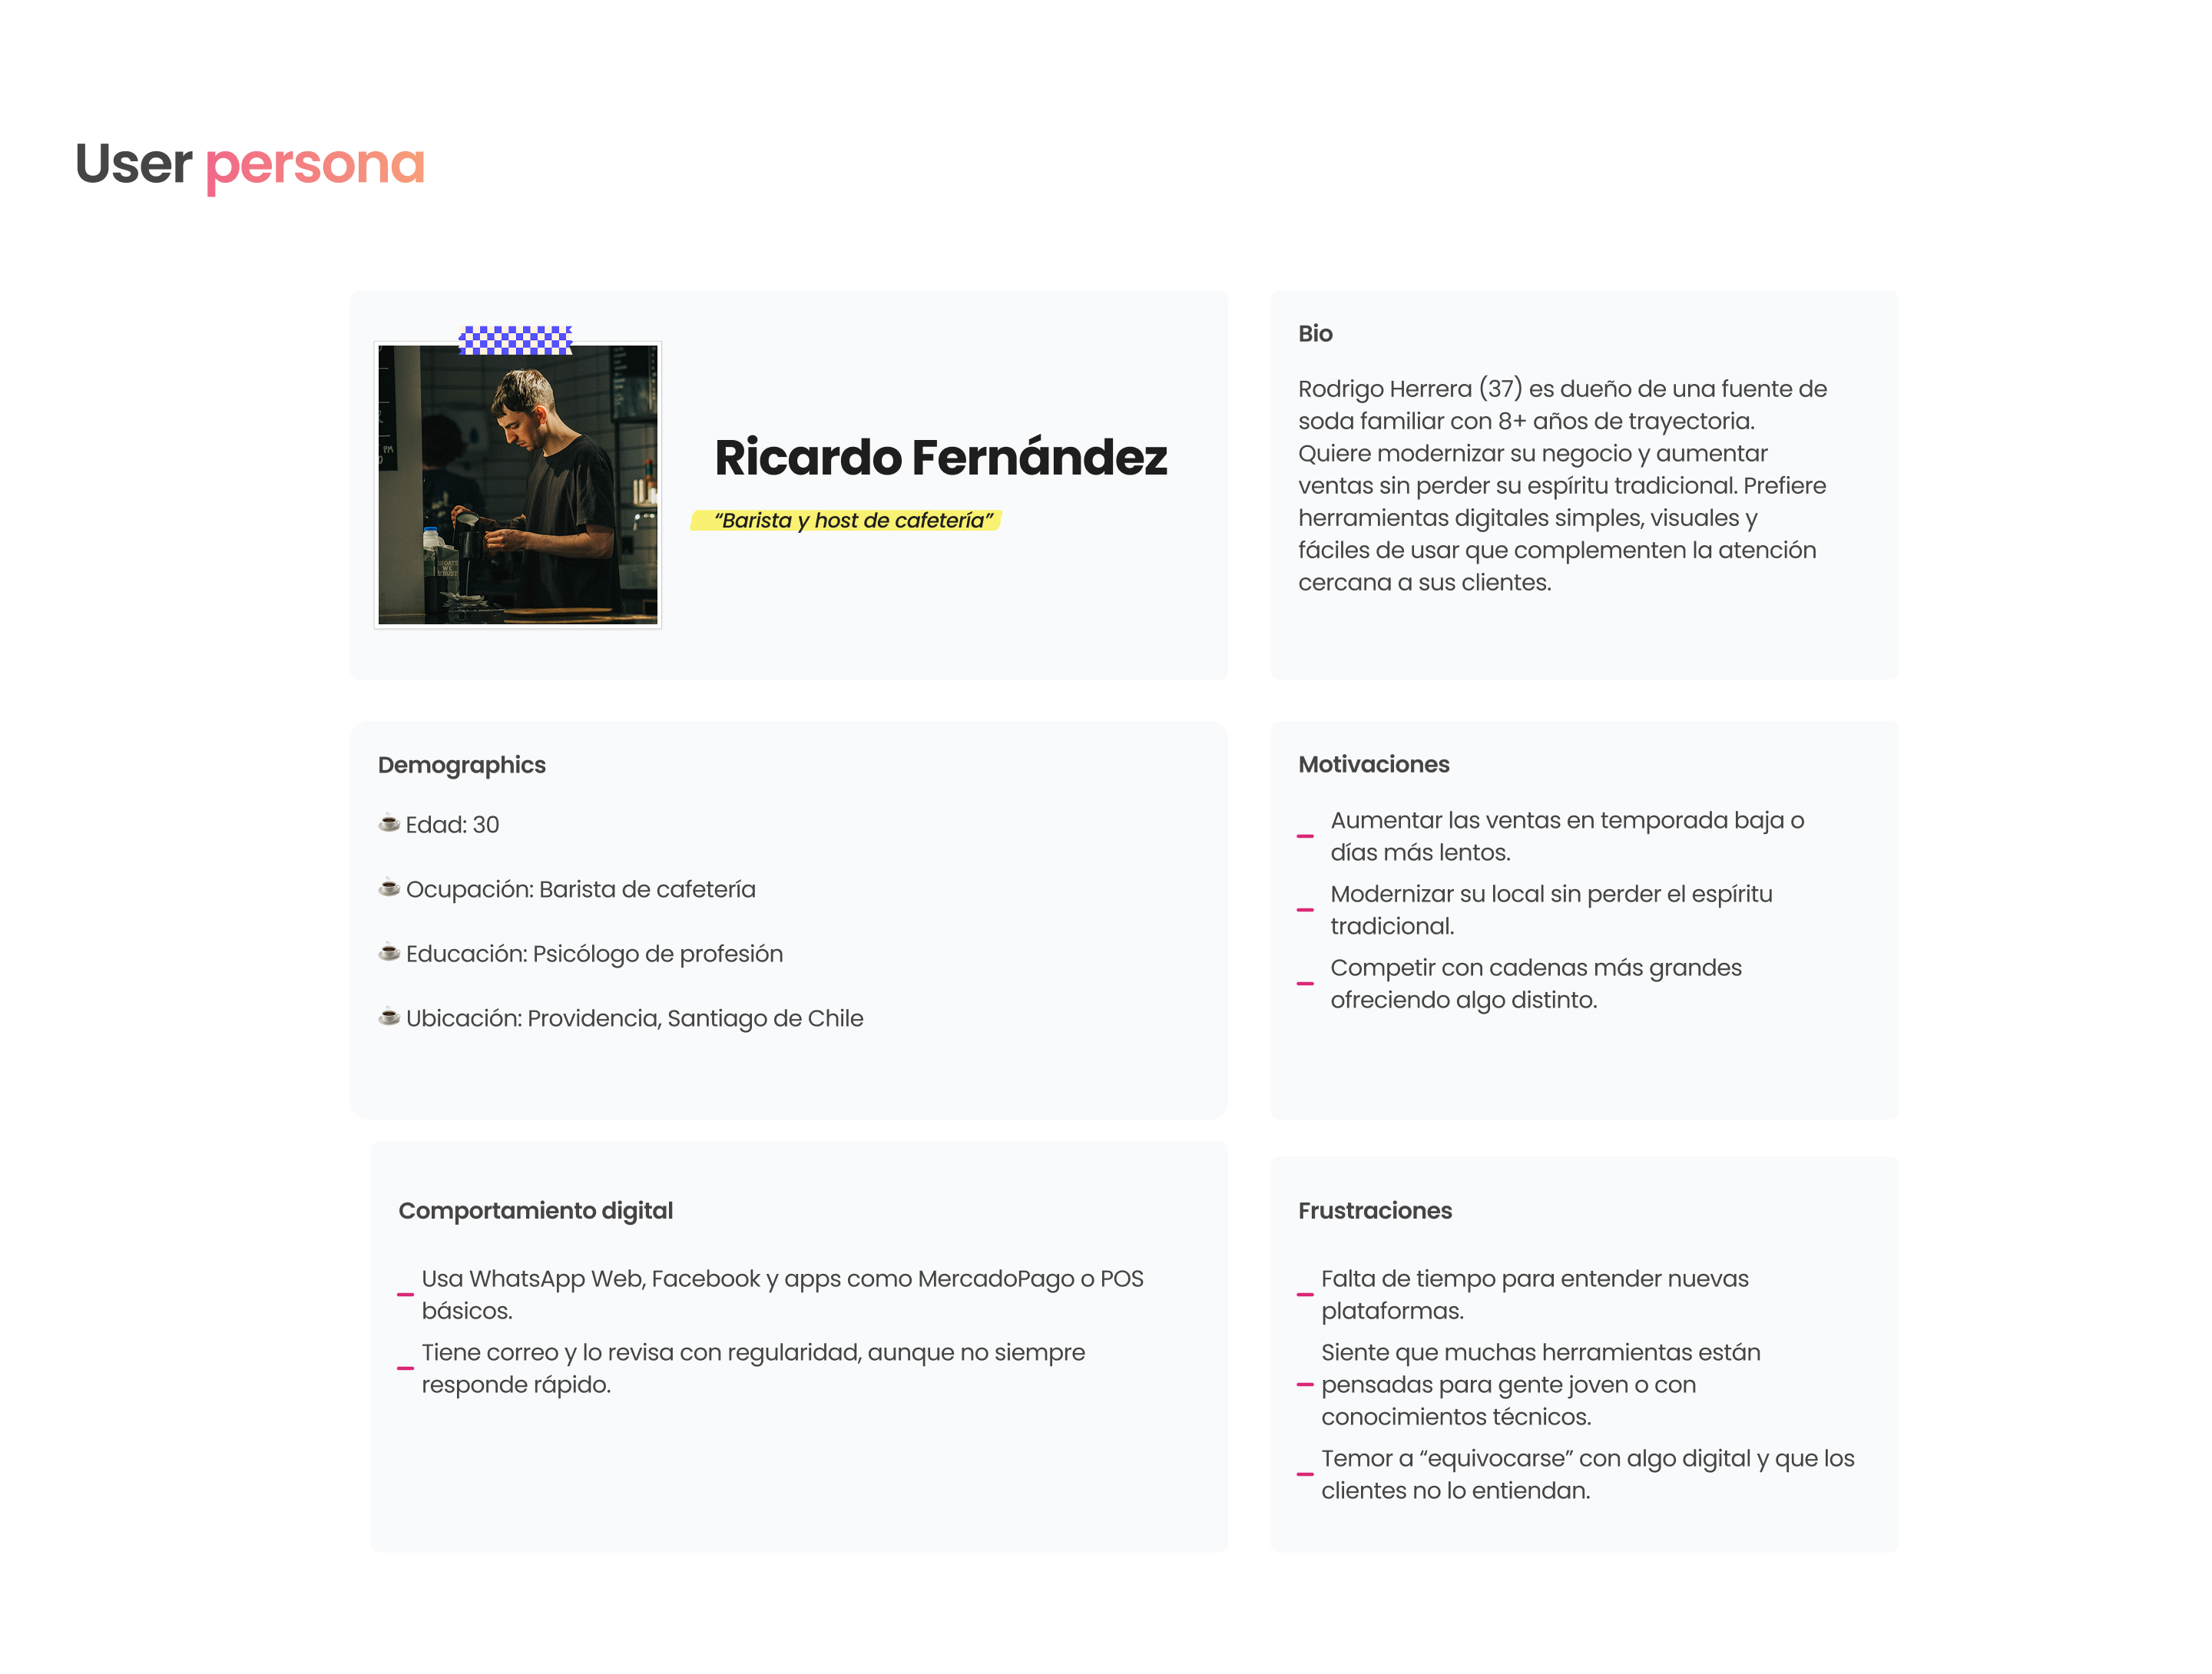 User persona
Ricardo Fernández
“Barista y host de cafetería”
Bio
Rodrigo Herrera (37) es dueño de una fuente de
soda familiar con 8+ años de trayectoria.
Quiere modernizar su negocio y aumentar
ventas sin perder su espíritu tradicional. Prefiere
herramientas digitales simples, visuales y
fáciles de usar que complementen la atención
cercana a sus clientes.
Demographics
Edad: 30
Ocupación: Barista de cafetería
Educación: Psicólogo de profesión
Ubicación: Providencia, Santiago de Chile
Motivaciones
Aumentar las ventas en temporada baja o
días más lentos.
Modernizar su local sin perder el espíritu
tradicional.
Competir con cadenas más grandes
ofreciendo algo distinto.
Comportamiento digital
Usa WhatsApp Web, Facebook y apps como MercadoPago o POS
básicos.
Tiene correo y lo revisa con regularidad, aunque no siempre
responde rápido.
Frustraciones
Falta de tiempo para entender nuevas
plataformas.
Siente que muchas herramientas están
pensadas para gente joven o con
conocimientos técnicos.
Temor a “equivocarse” con algo digital y que los
clientes no lo entiendan.